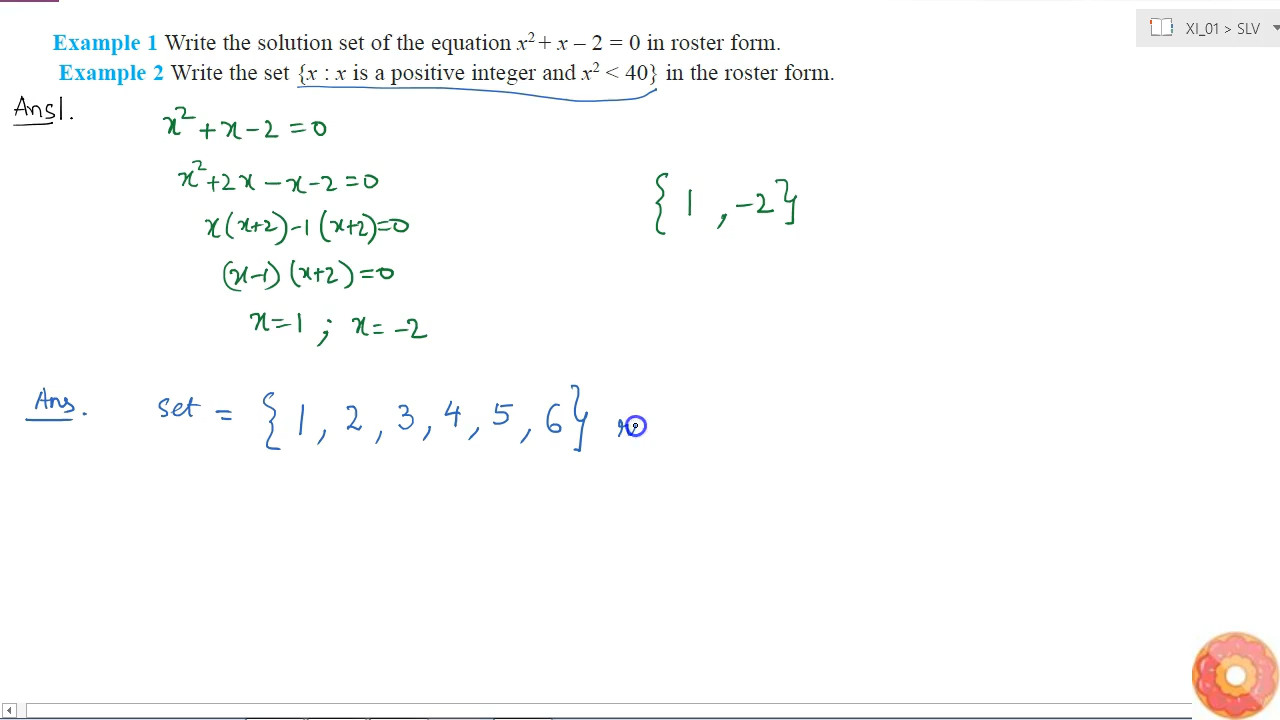 XI_01 > SLV
Example 1 Write the solution set of the equation x² + x – 2 = 0 in roster form.
Example 2 Write the set {x : x is a positive integer and x² < 40} in the roster form.
Ans1.
x² + x - 2 = 0
x² + 2x - x - 2 = 0
x(x+2) - 1(x+2) = 0
(x-1)(x+2) = 0
x = 1 ; x = -2
{1, -2}
Ans. set = {1, 2, 3, 4, 5, 6}